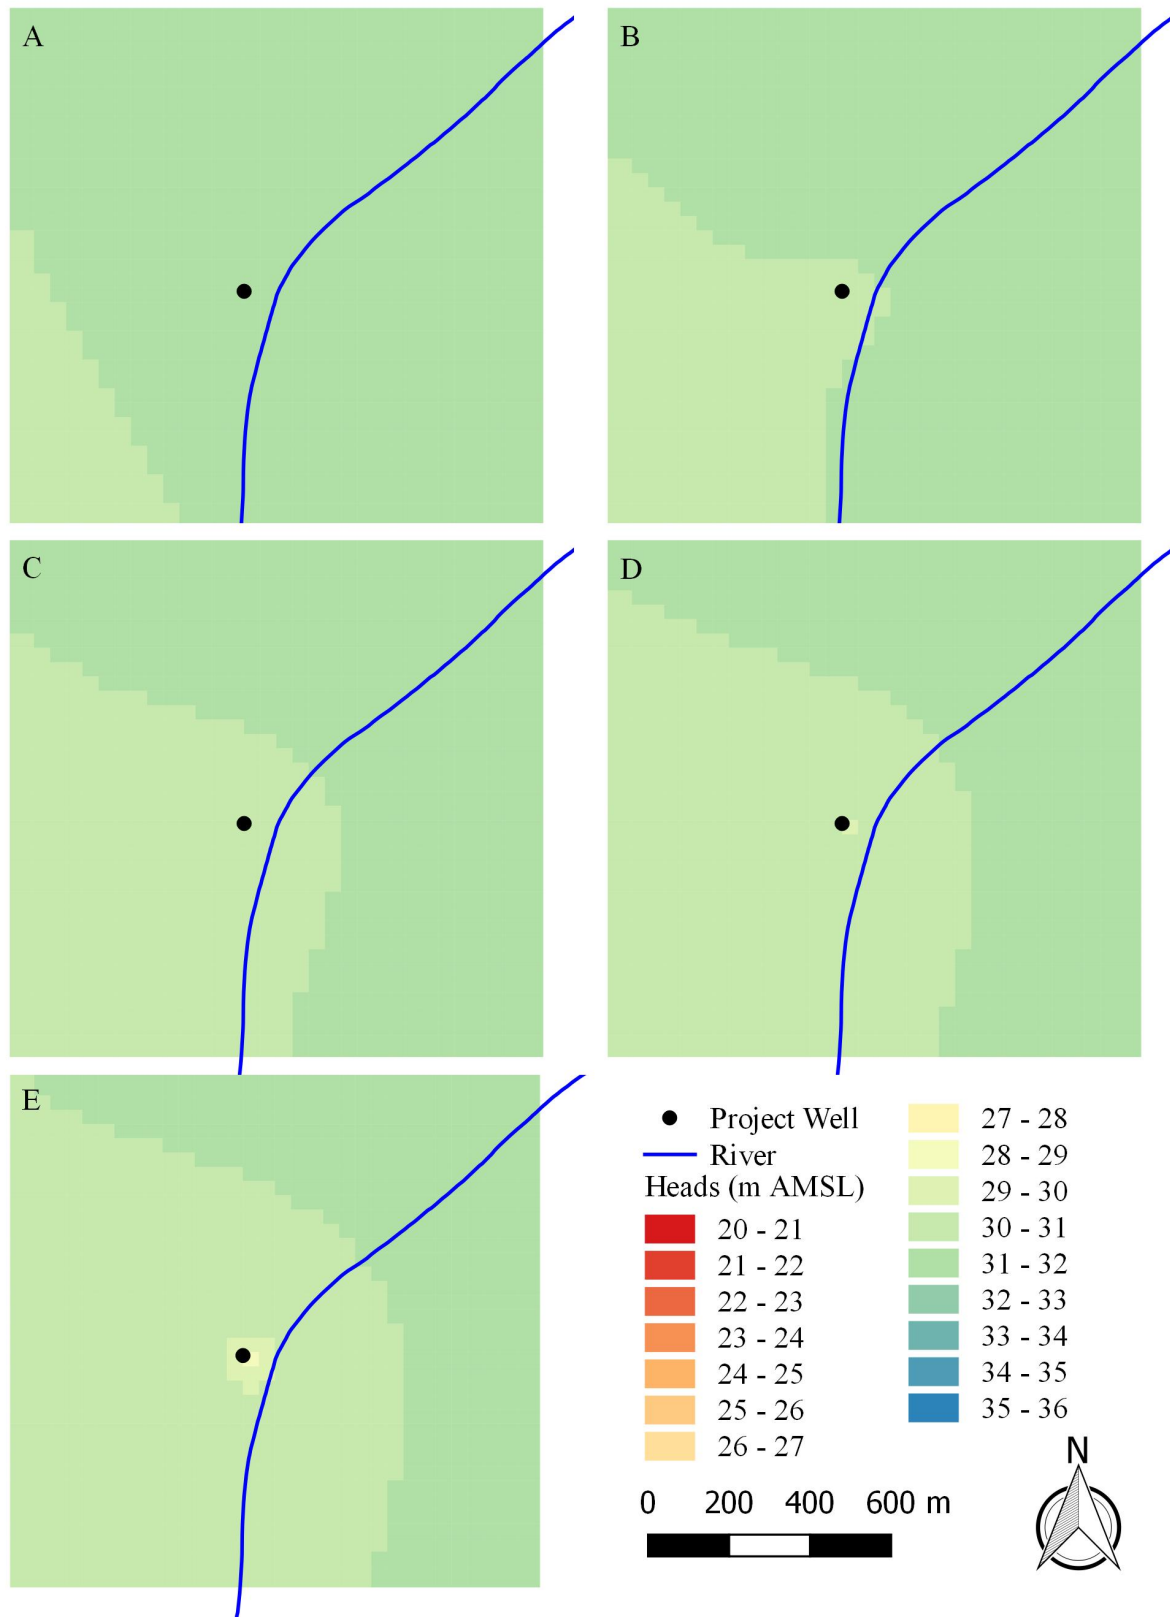 A
B
C
D
E
Project Well
River
Heads (m AMSL)
20 - 21
21 - 22
22 - 23
23 - 24
24 - 25
25 - 26
26 - 27
27 - 28
28 - 29
29 - 30
30 - 31
31 - 32
32 - 33
33 - 34
34 - 35
35 - 36
0 200 400 600 m
N